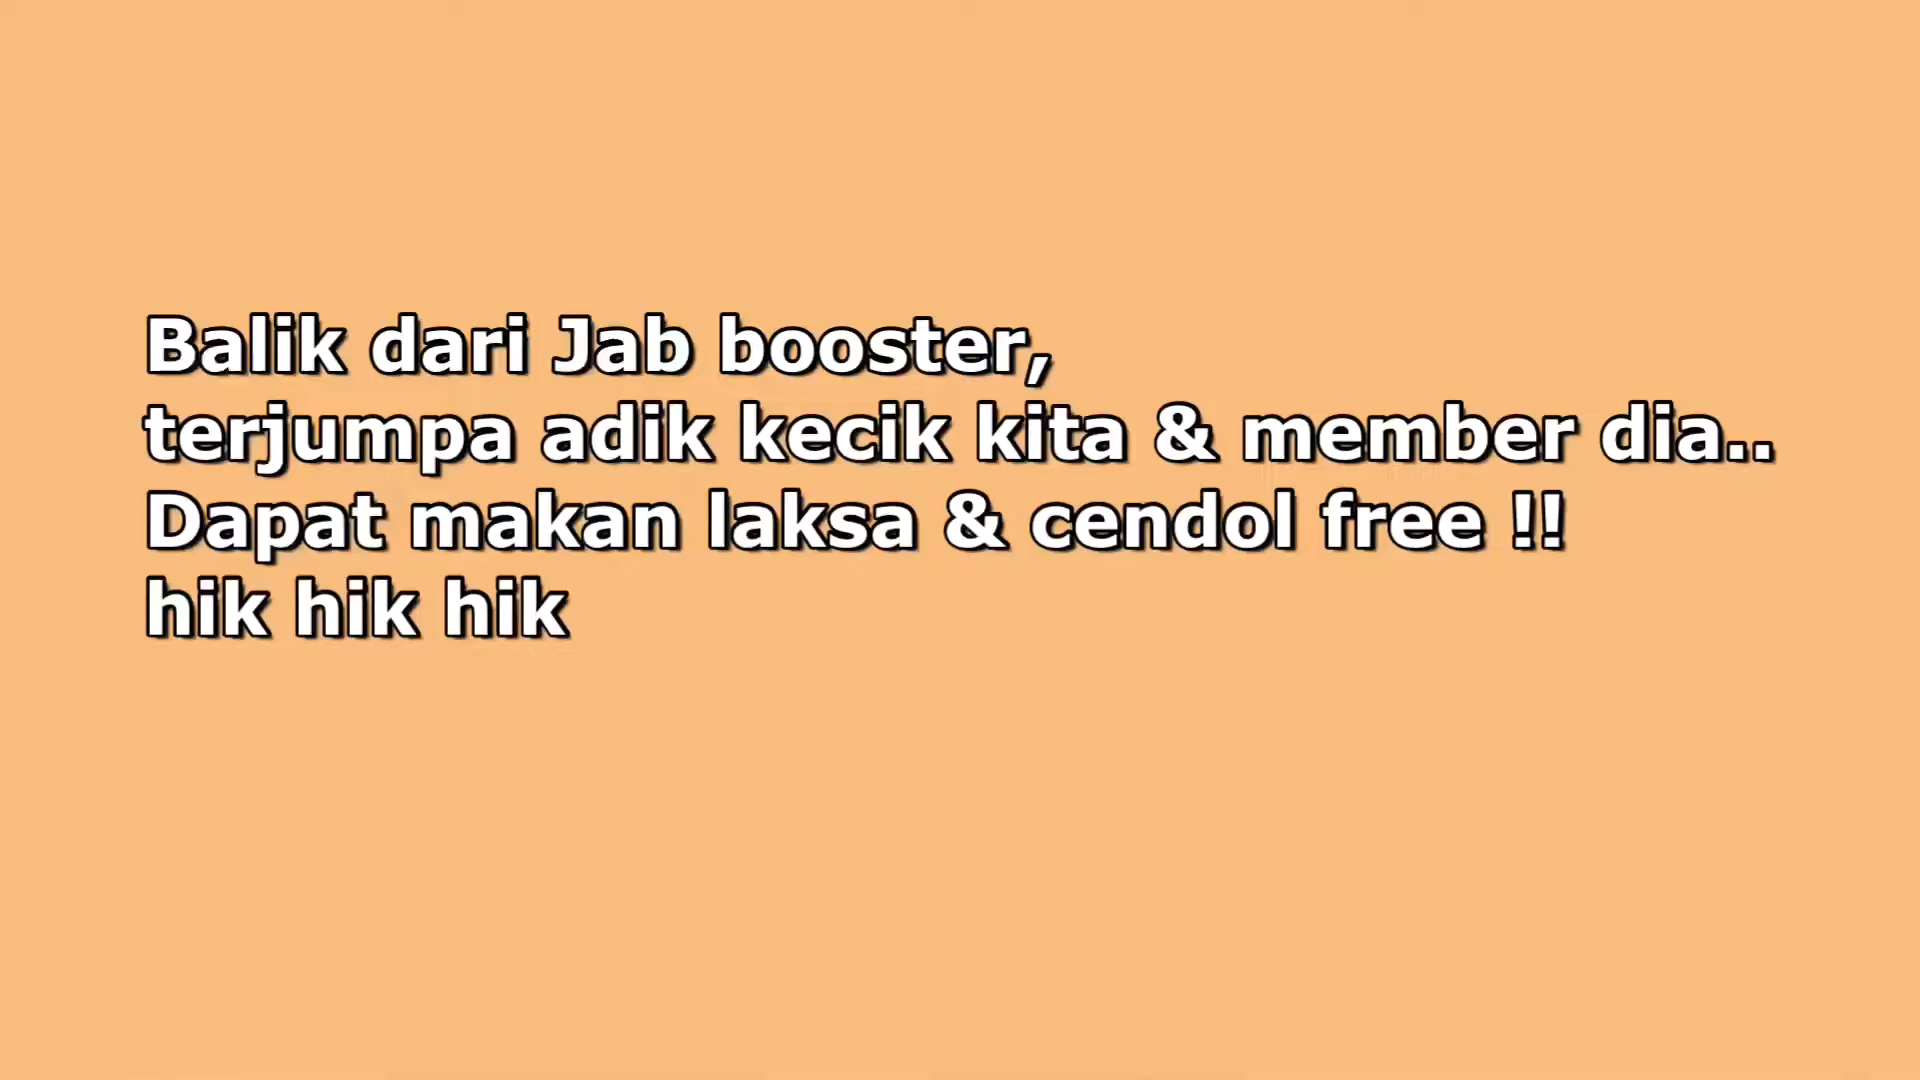 Balik dari Jab booster,
terjumpa adik kecik kita & member dia..
Dapat makan laksa & cendol free !!
hik hik hik